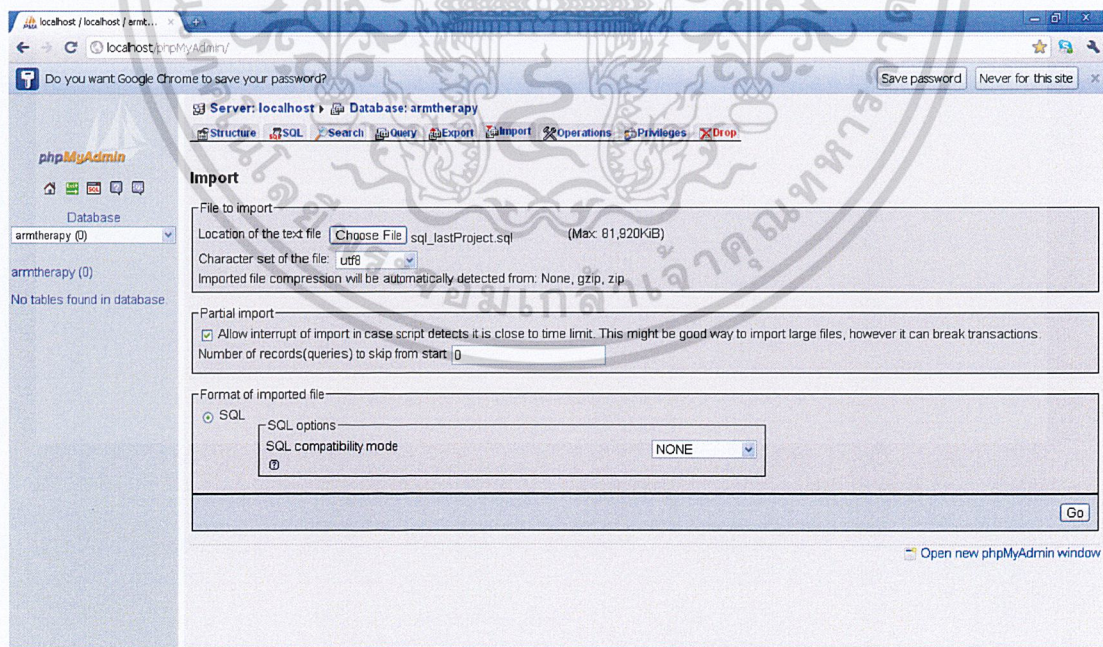 localhost / localhost / armt...
localhost/phpMyAdmin/
Do you want Google Chrome to save your password?
Save password
Never for this site
Server: localhost
Database: armtherapy
Structure
SQL
Search
Query
Export
Import
Operations
Privileges
Drop
phpMyAdmin
Database
armtherapy (0)
armtherapy (0)
No tables found in database.
Import
File to import
Location of the text file
Choose File
sql_lastProject.sql
(Max: 81,920KiB)
Character set of the file:
utf8
Imported file compression will be automatically detected from: None, gzip, zip
Partial import
Allow interrupt of import in case script detects it is close to time limit. This might be good way to import large files, however it can break transactions.
Number of records(queries) to skip from start
0
Format of imported file
SQL
SQL options
SQL compatibility mode
NONE
Go
Open new phpMyAdmin window